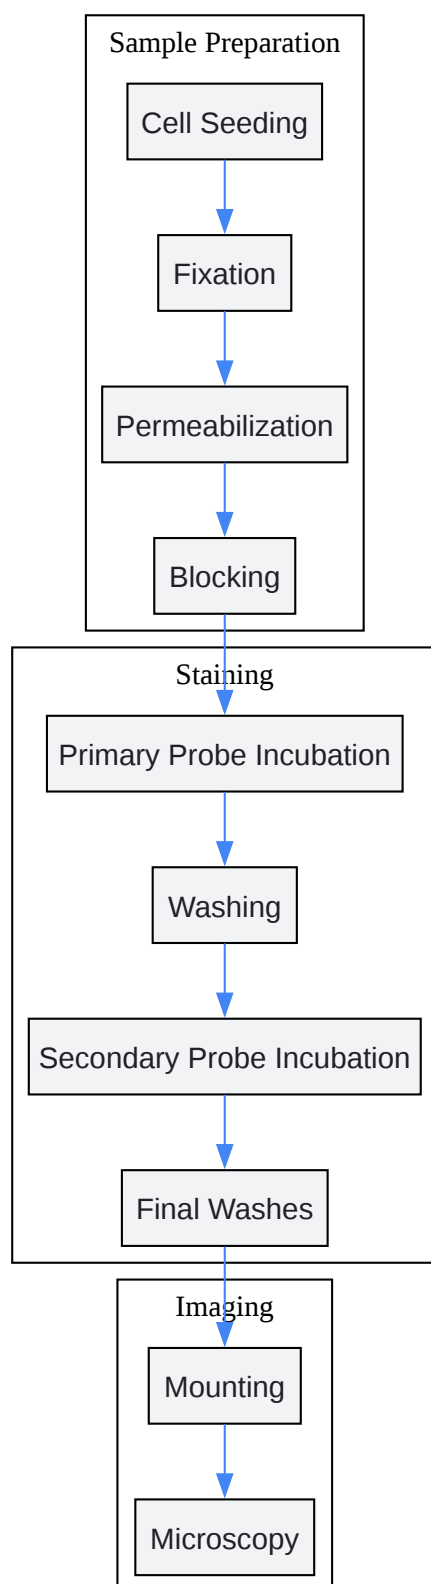 Sample Preparation
Cell Seeding
Fixation
Permeabilization
Blocking
Staining
Primary Probe Incubation
Washing
Secondary Probe Incubation
Final Washes
Imaging
Mounting
Microscopy